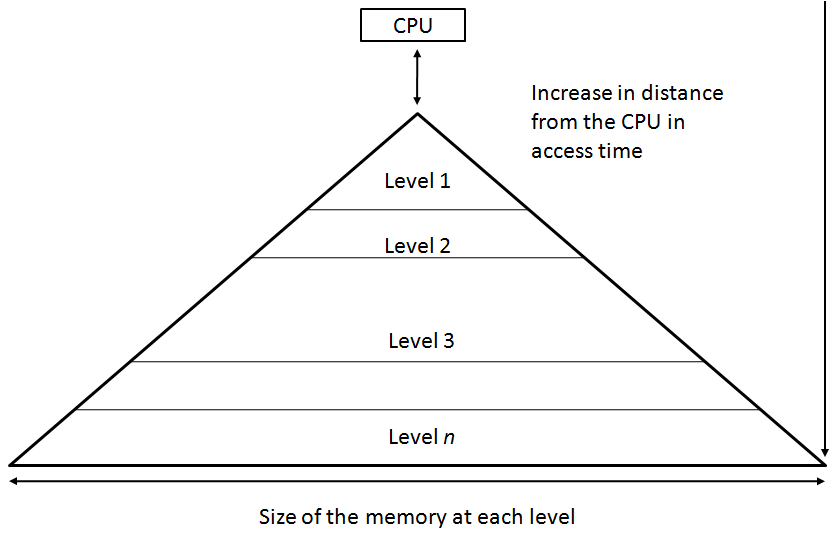 CPU
Increase in distance
from the CPU in
access time
Level 1
Level 2
Level 3
Level n
Size of the memory at each level